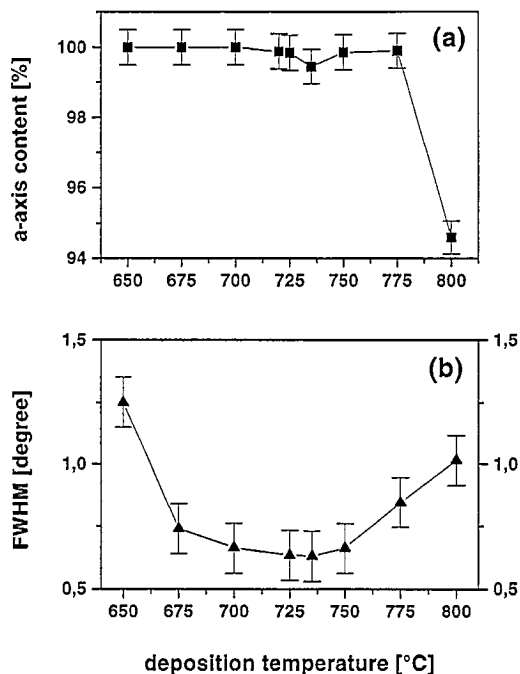 (a)
a-axis content [%]
100
98
96
94
650 675 700 725 750 775 800
(b)
FWHM [degree]
1,5 1,5
1,0 1,0
0,5 0,5
650 675 700 725 750 775 800
deposition temperature [°C]